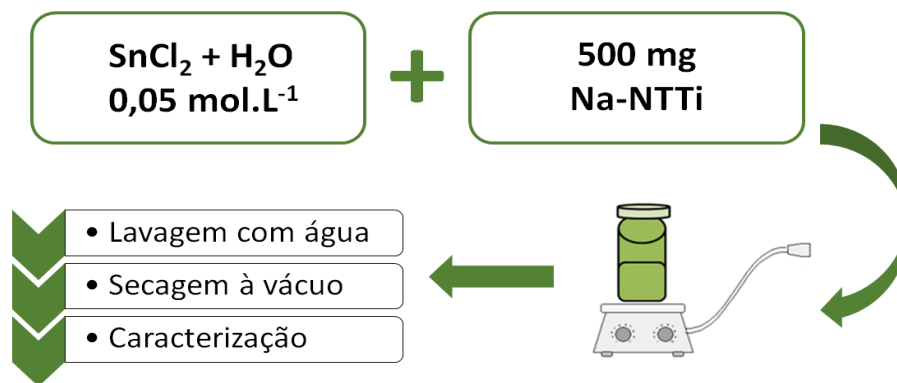 SnCl₂ + H₂O
0,05 mol.L⁻¹
500 mg
Na-NTTi
• Lavagem com água
• Secagem à vácuo
• Caracterização